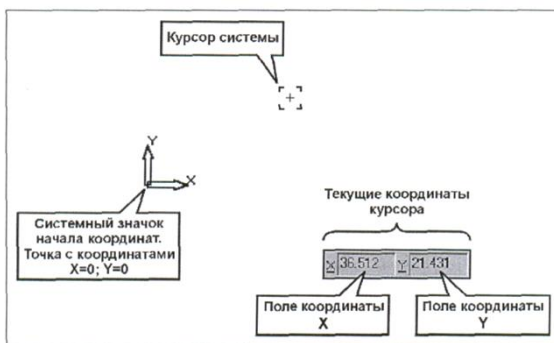 Курсор системы
Y
X
Системный значок
начала координат.
Точка с координатами
X=0; Y=0
Текущие координаты
курсора
X 36.512 Y 21.431
Поле координаты
X
Поле координаты
Y